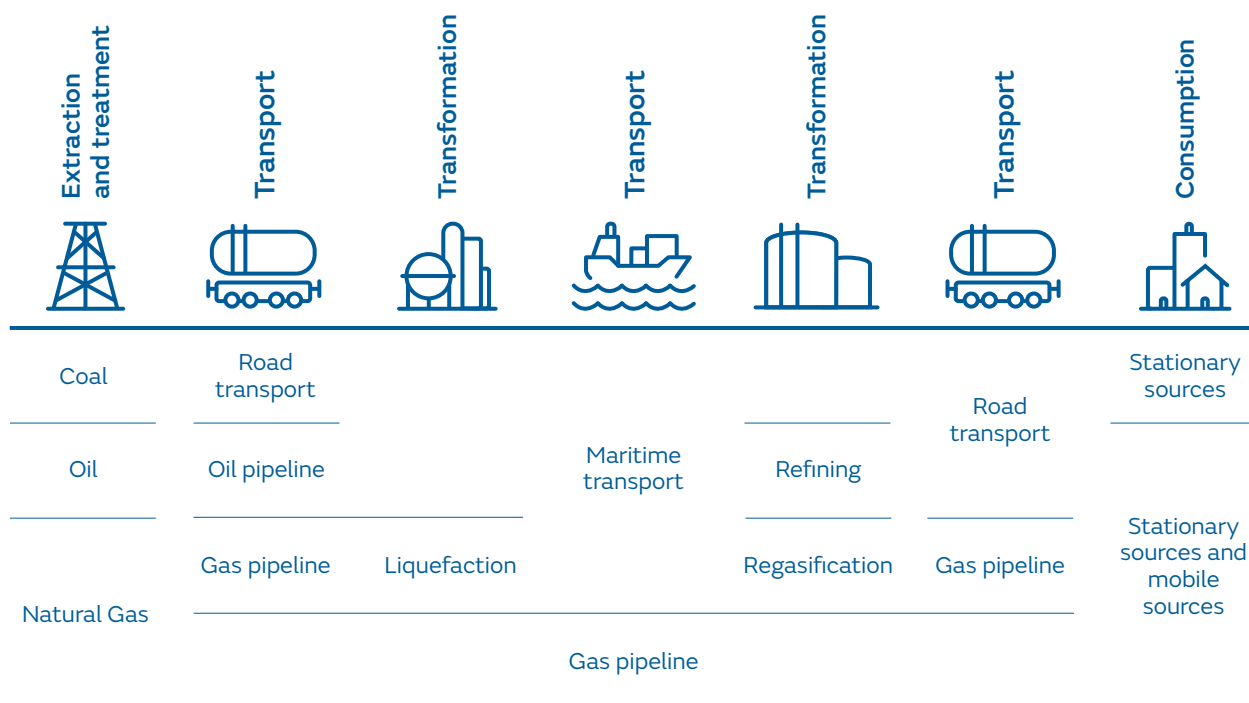 Extraction
and treatment
Transport
Transformation
Transport
Transformation
Transport
Consumption
Coal
Road
transport
Stationary
sources
Road
transport
Oil
Oil pipeline
Maritime
transport
Refining
Natural Gas
Gas pipeline
Liquefaction
Regasification
Gas pipeline
Stationary
sources and
mobile
sources
Gas pipeline